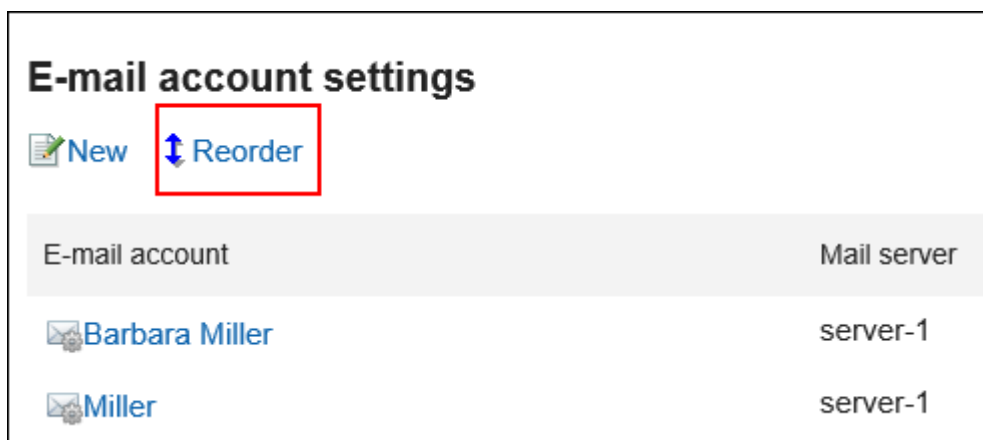 E-mail account settings
New Reorder
E-mail account Mail server
Barbara Miller server-1
Miller server-1